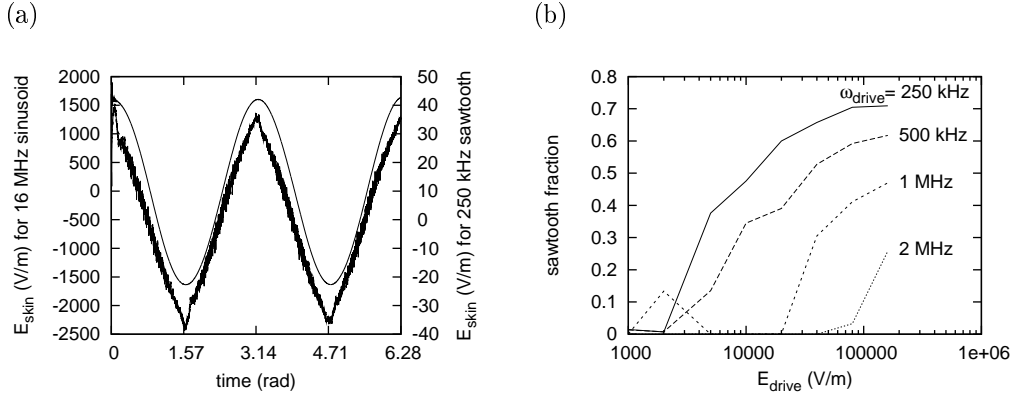 (a)
E_skin (V/m) for 16 MHz sinusoid
2000
1500
1000
500
0
-500
-1000
-1500
-2000
-2500
0 1.57 3.14 4.71 6.28
time (rad)
50
40
30
20
10
0
-10
-20
-30
-40
E_skin (V/m) for 250 kHz sawtooth
(b)
sawtooth fraction
0.8
0.7
0.6
0.5
0.4
0.3
0.2
0.1
0
ω_drive= 250 kHz
500 kHz
1 MHz
2 MHz
1000 10000 100000 1e+06
E_drive (V/m)